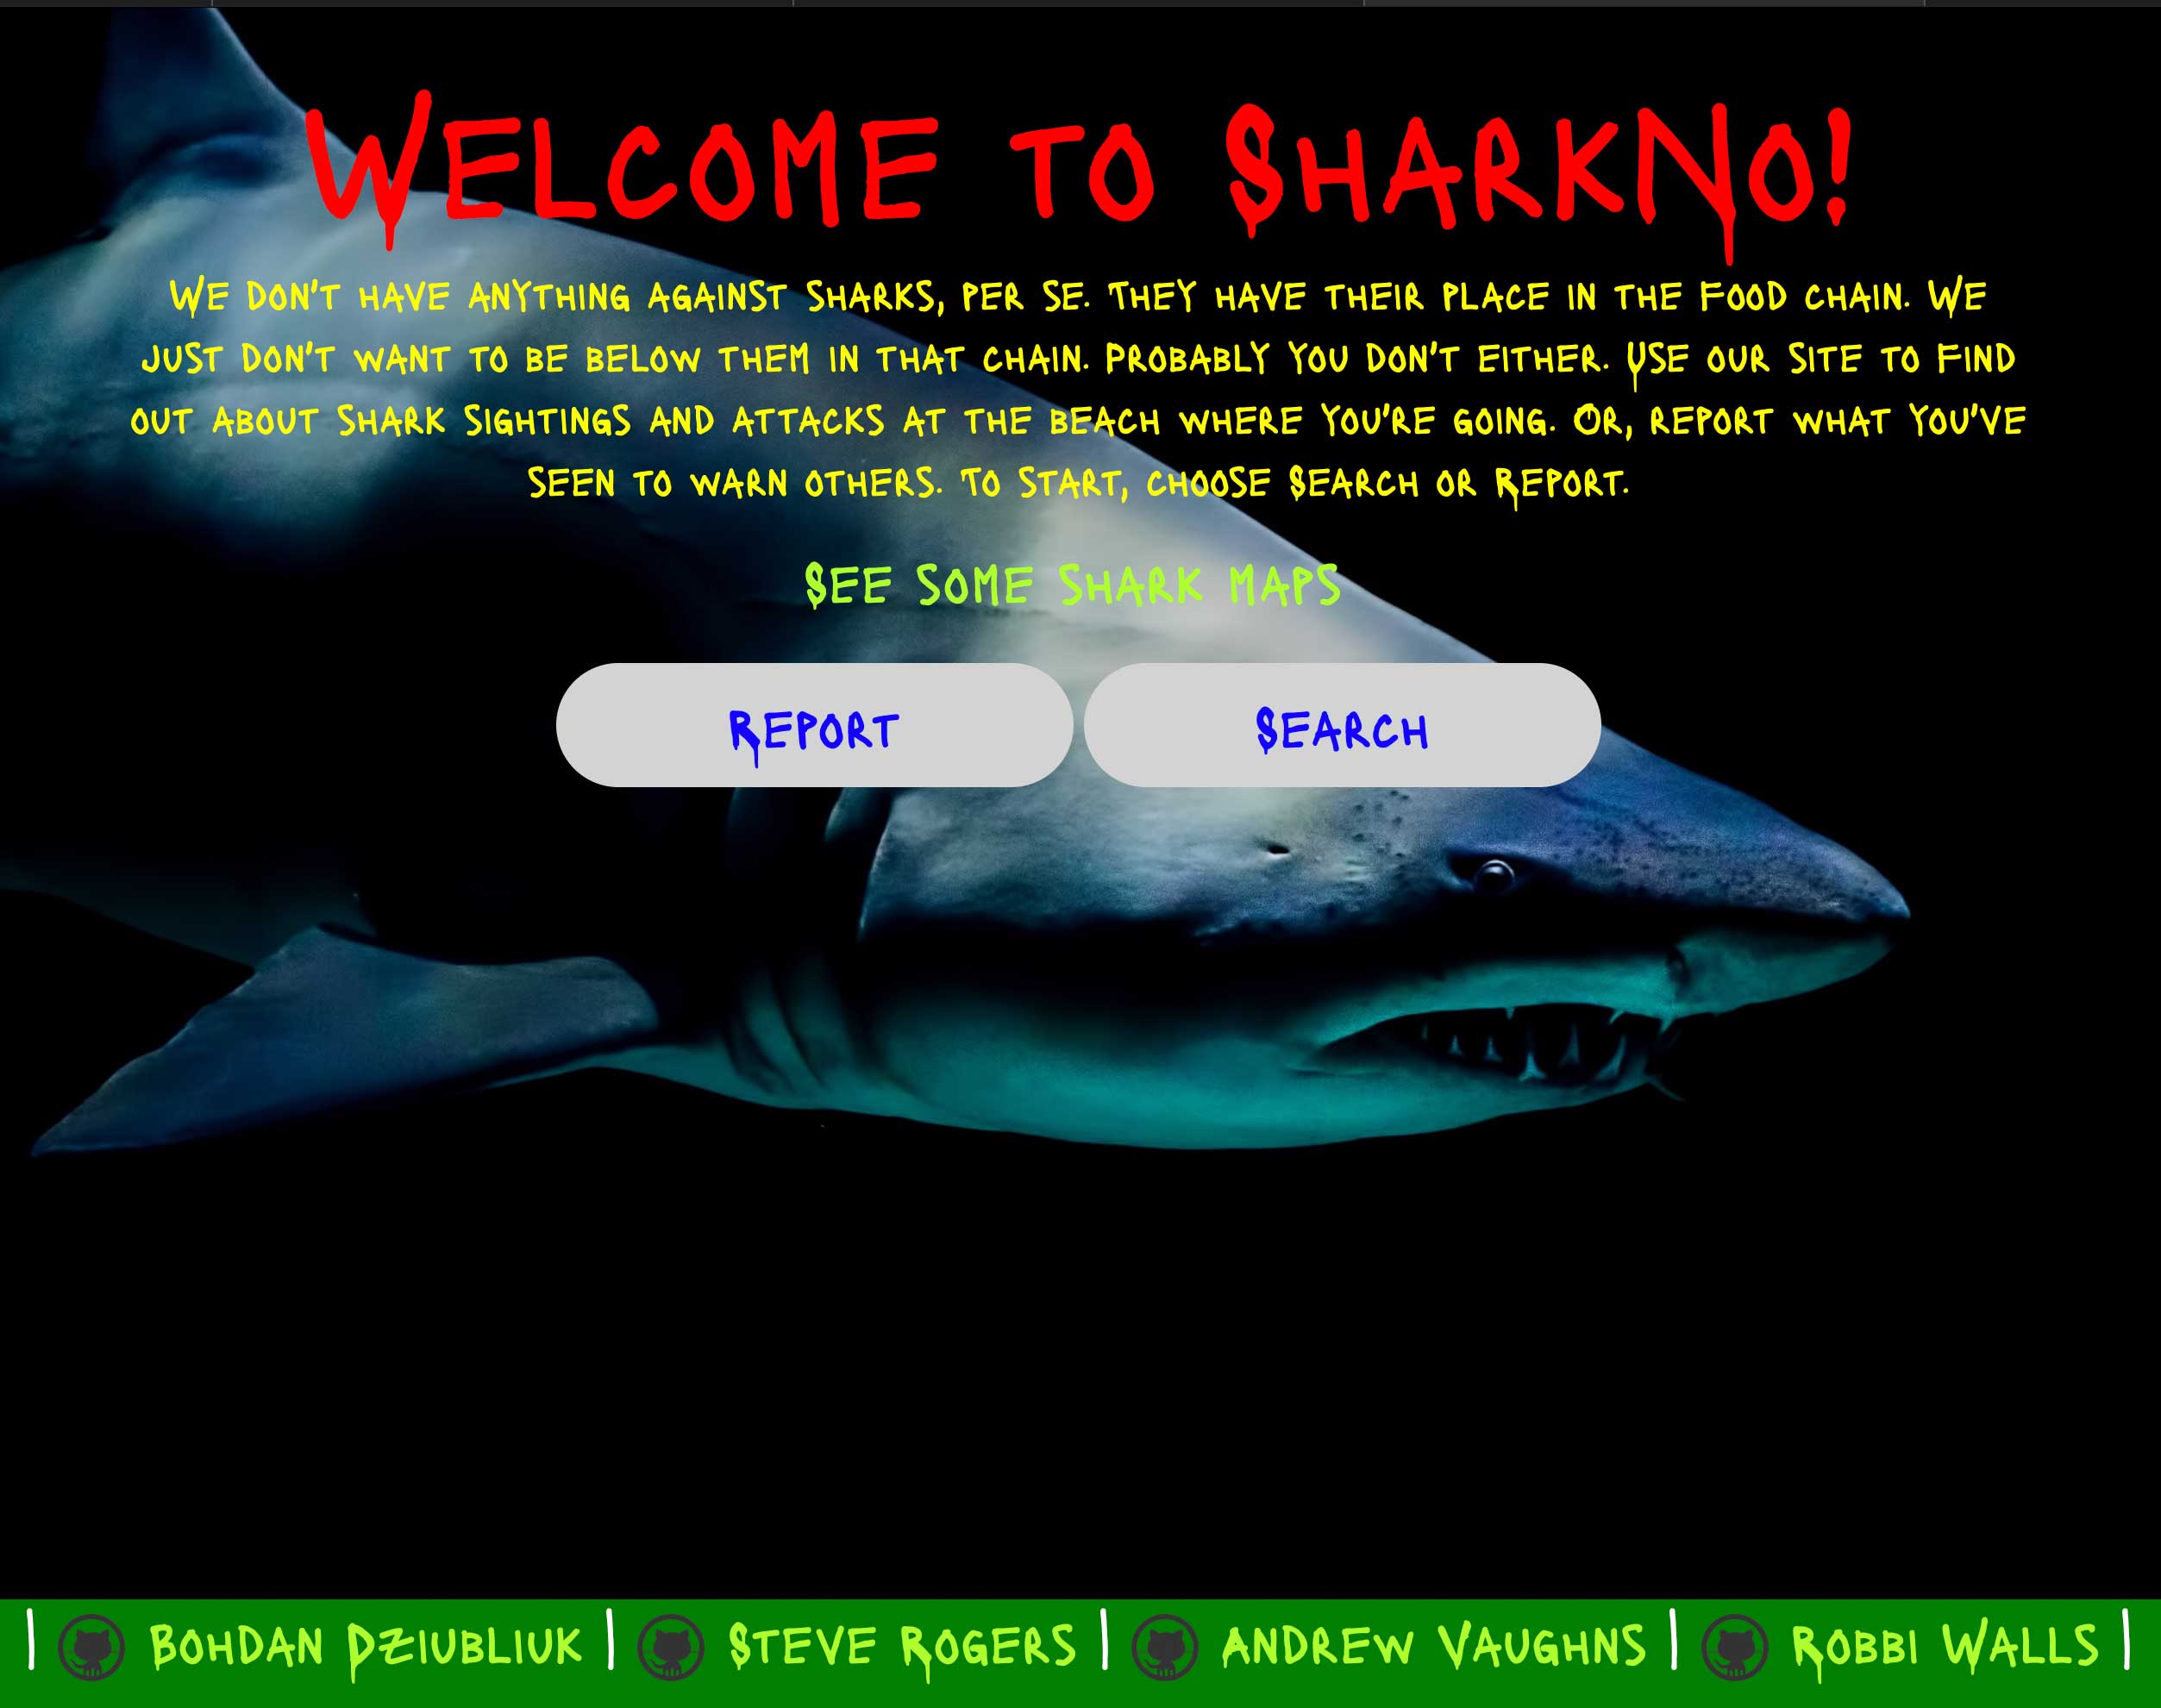 Welcome to SharkNo!
We don't have anything against sharks, per se. They have their place in the food chain. We
just don't want to be below them in that chain. Probably you don't either. Use our site to find
out about shark sightings and attacks at the beach where you're going. Or, report what you've
seen to warn others. To start, choose Search or Report.
See some Shark maps
Report Search
| Bohdan Dziubliuk | Steve Rogers | Andrew Vaughns | Robbi Walls |